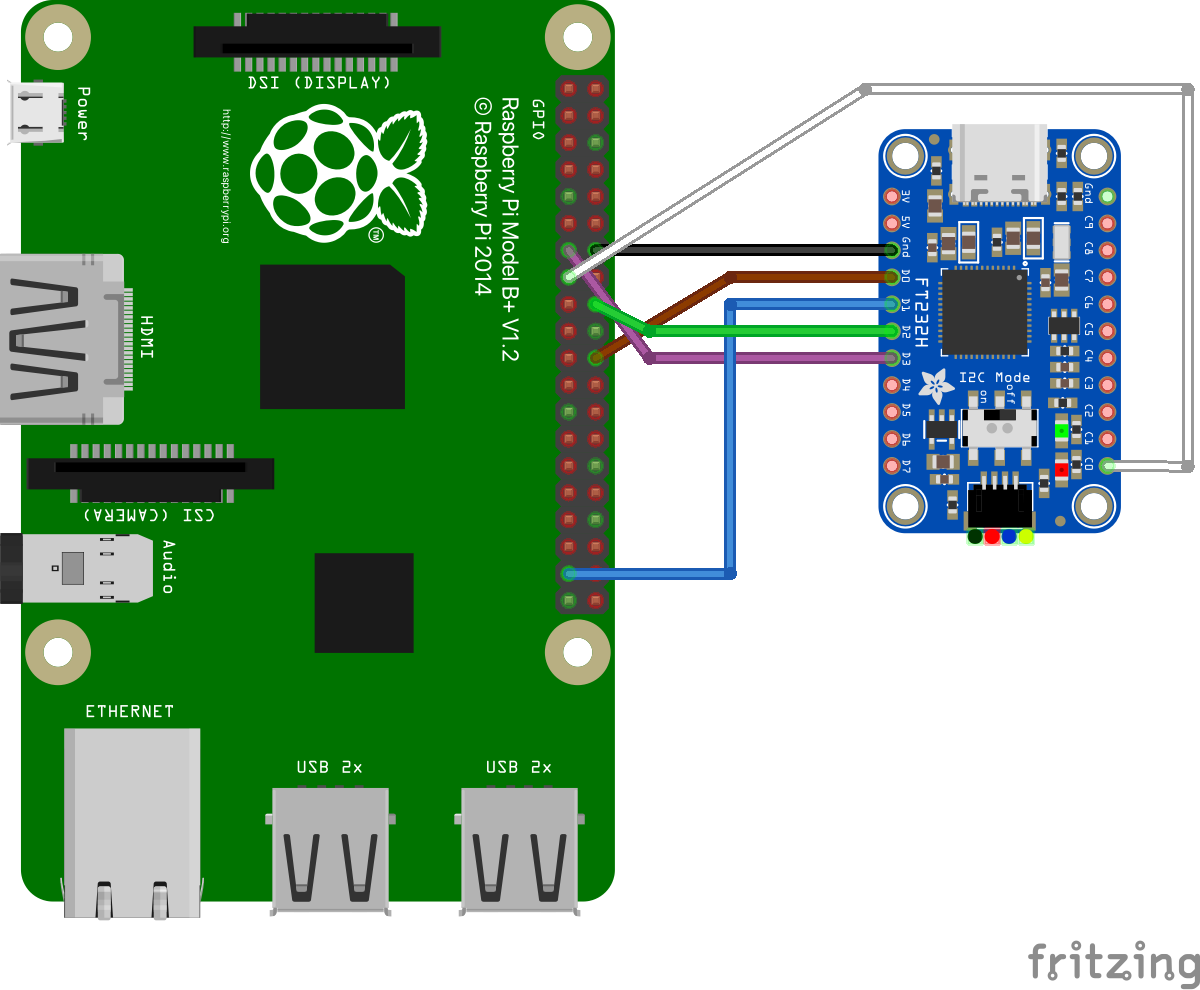 DSI (DISPLAY)
Power
http://www.raspberrypi.org
TM
GPIO
Raspberry Pi Model B+ V1.2
© Raspberry Pi 2014
HDMI
CSI (CAMERA)
Audio
ETHERNET
USB 2x
USB 2x
3V
5V
Gnd
D0
D1
D2
D3
D4
D5
D6
D7
FT232H
I2C Mode
on
off
Gnd
C9
C8
C7
C6
C5
C4
C3
C2
C1
C0
fritzing